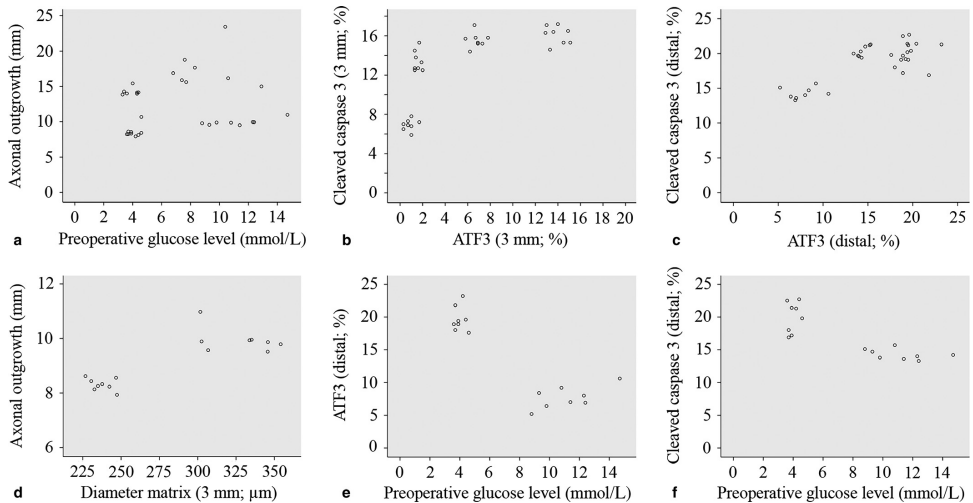 Axonal outgrowth (mm)
25
20
15
10
5
0
0 2 4 6 8 10 12 14
a Preoperative glucose level (mmol/L)
Cleaved caspase 3 (3 mm; %)
16
12
8
4
0
0 2 4 6 8 10 12 14 16 18 20
b ATF3 (3 mm; %)
Cleaved caspase 3 (distal; %)
25
20
15
10
5
0
0 5 10 15 20 25
c ATF3 (distal; %)
Axonal outgrowth (mm)
12
10
8
6
225 250 275 300 325 350
d Diameter matrix (3 mm; µm)
ATF3 (distal; %)
25
20
15
10
5
0
0 2 4 6 8 10 12 14
e Preoperative glucose level (mmol/L)
Cleaved caspase 3 (distal; %)
25
20
15
10
5
0
0 2 4 6 8 10 12 14
f Preoperative glucose level (mmol/L)